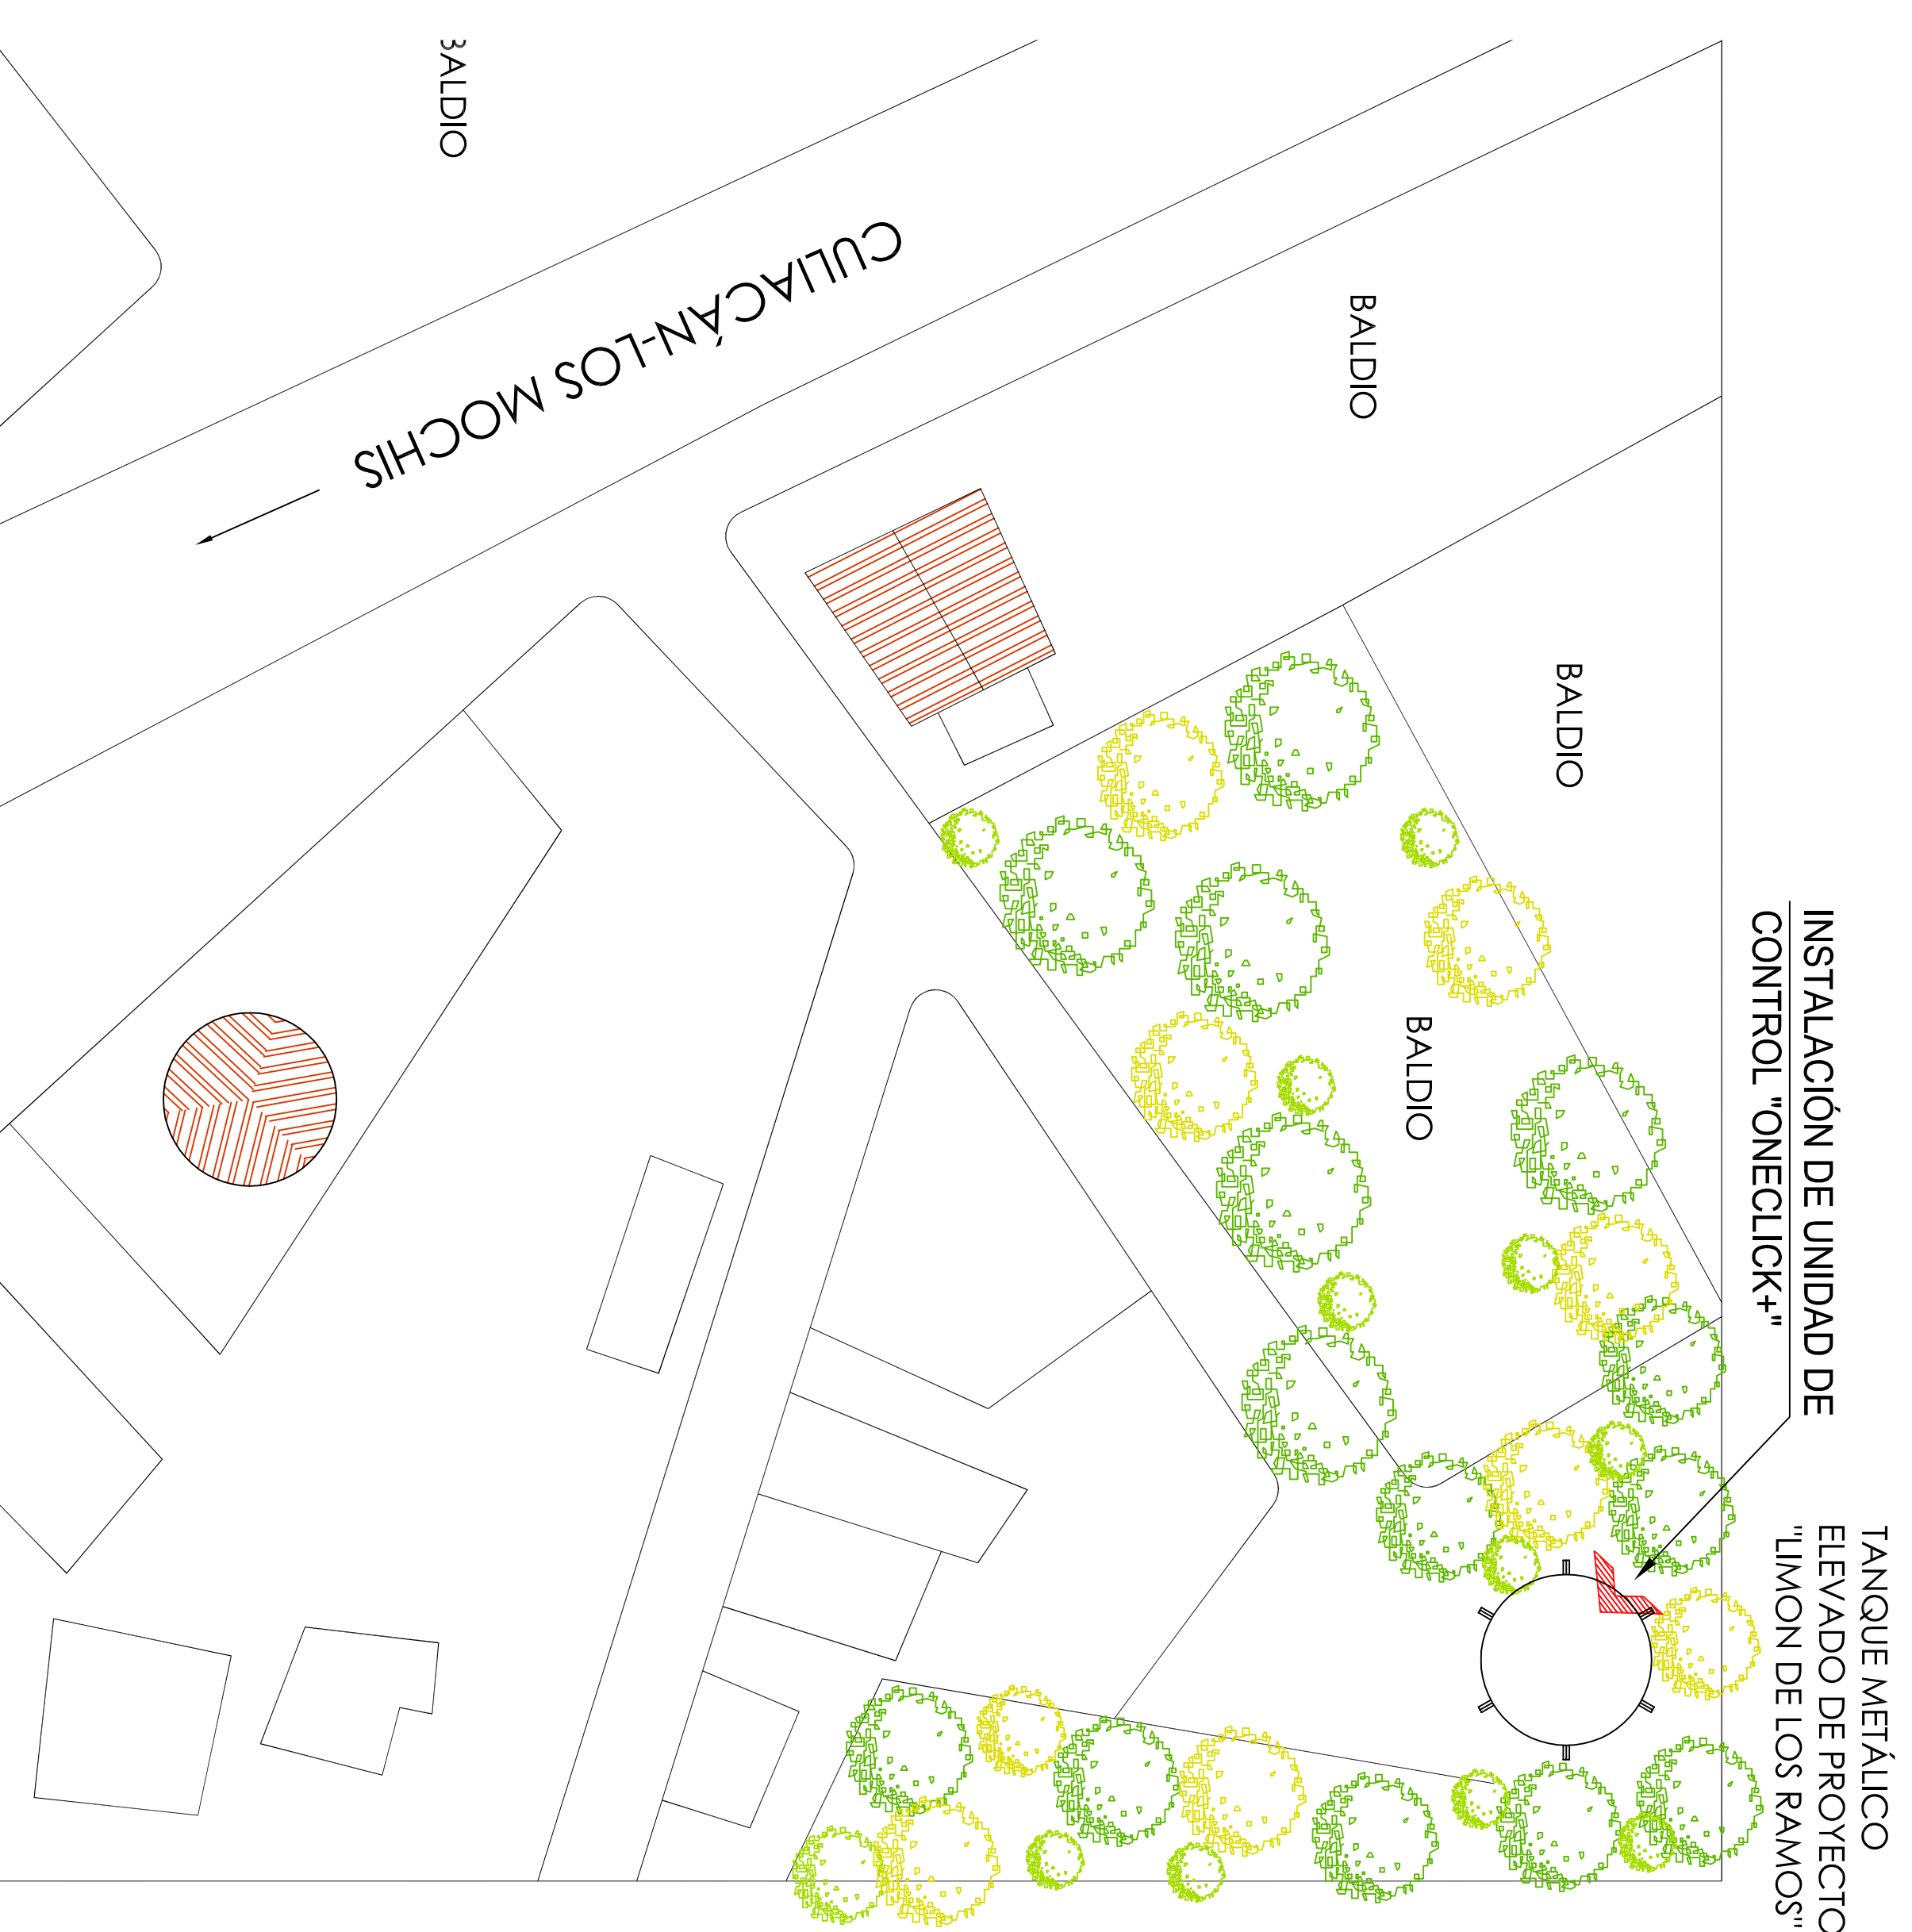 INSTALACIÓN DE UNIDAD DE
CONTROL "ONECLICK+"
TANQUE METÁLICO
ELEVADO DE PROYECTO
"LIMON DE LOS RAMOS"
BALDIO
BALDIO
BALDIO
BALDIO
CULIACÁN-LOS MOCHIS